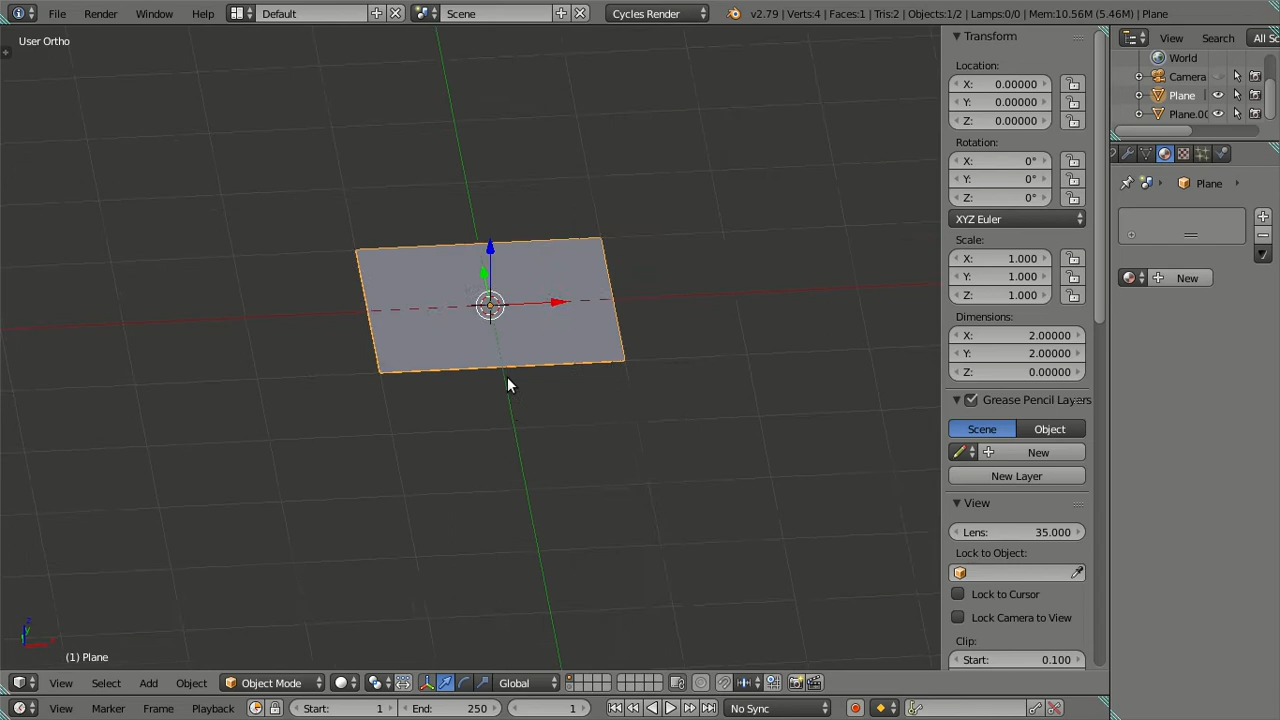 File Render Window Help Default Scene Cycles Render v2.79 | Verts:4 | Faces:1 | Tris:2 | Objects:1/2 | Lamps:0/0 | Mem:10.56M (5.46M) | Plane
User Ortho
Transform
Location:
X: 0.00000
Y: 0.00000
Z: 0.00000
Rotation:
X: 0°
Y: 0°
Z: 0°
XYZ Euler
Scale:
X: 1.000
Y: 1.000
Z: 1.000
Dimensions:
X: 2.00000
Y: 2.00000
Z: 0.00000
Grease Pencil Layers
Scene Object
New
New Layer
View
Lens: 35.000
Lock to Object:
Lock to Cursor
Lock Camera to View
Clip:
Start: 0.100
View Search All Sc
World
Camera
Plane
Plane.00
Plane
New
(1) Plane
View Select Add Object Object Mode Global
View Marker Frame Playback Start: 1 End: 250 1 No Sync